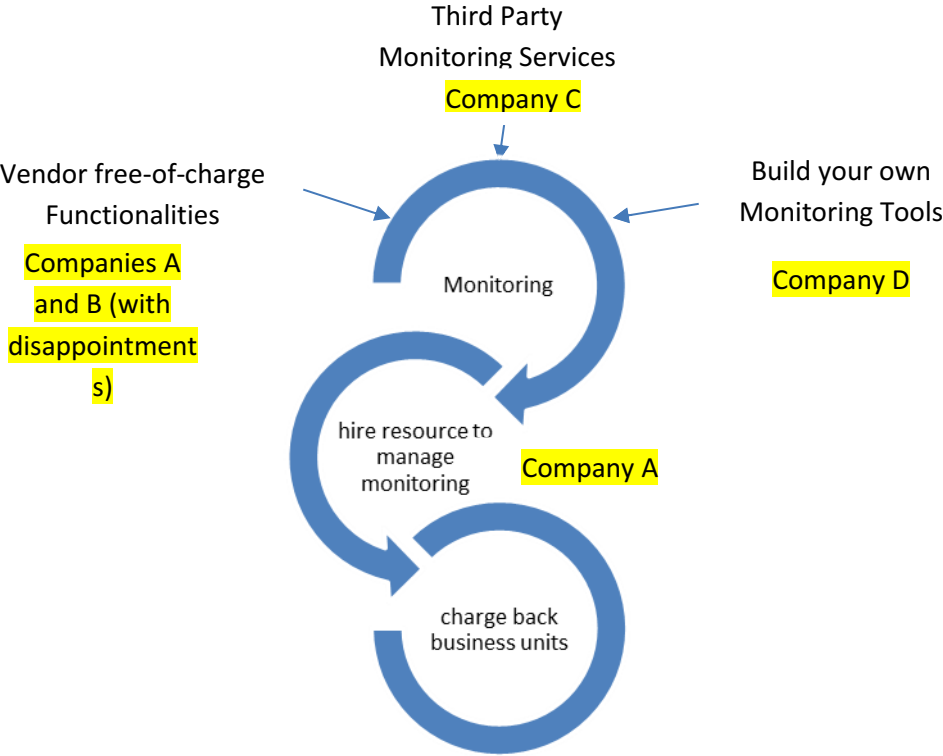 Third Party
Monitoring Services
Company C
Vendor free-of-charge
Functionalities
Companies A
and B (with
disappointment
s)
Build your own
Monitoring Tools
Company D
Monitoring
hire resource to
manage
monitoring
Company A
charge back
business units